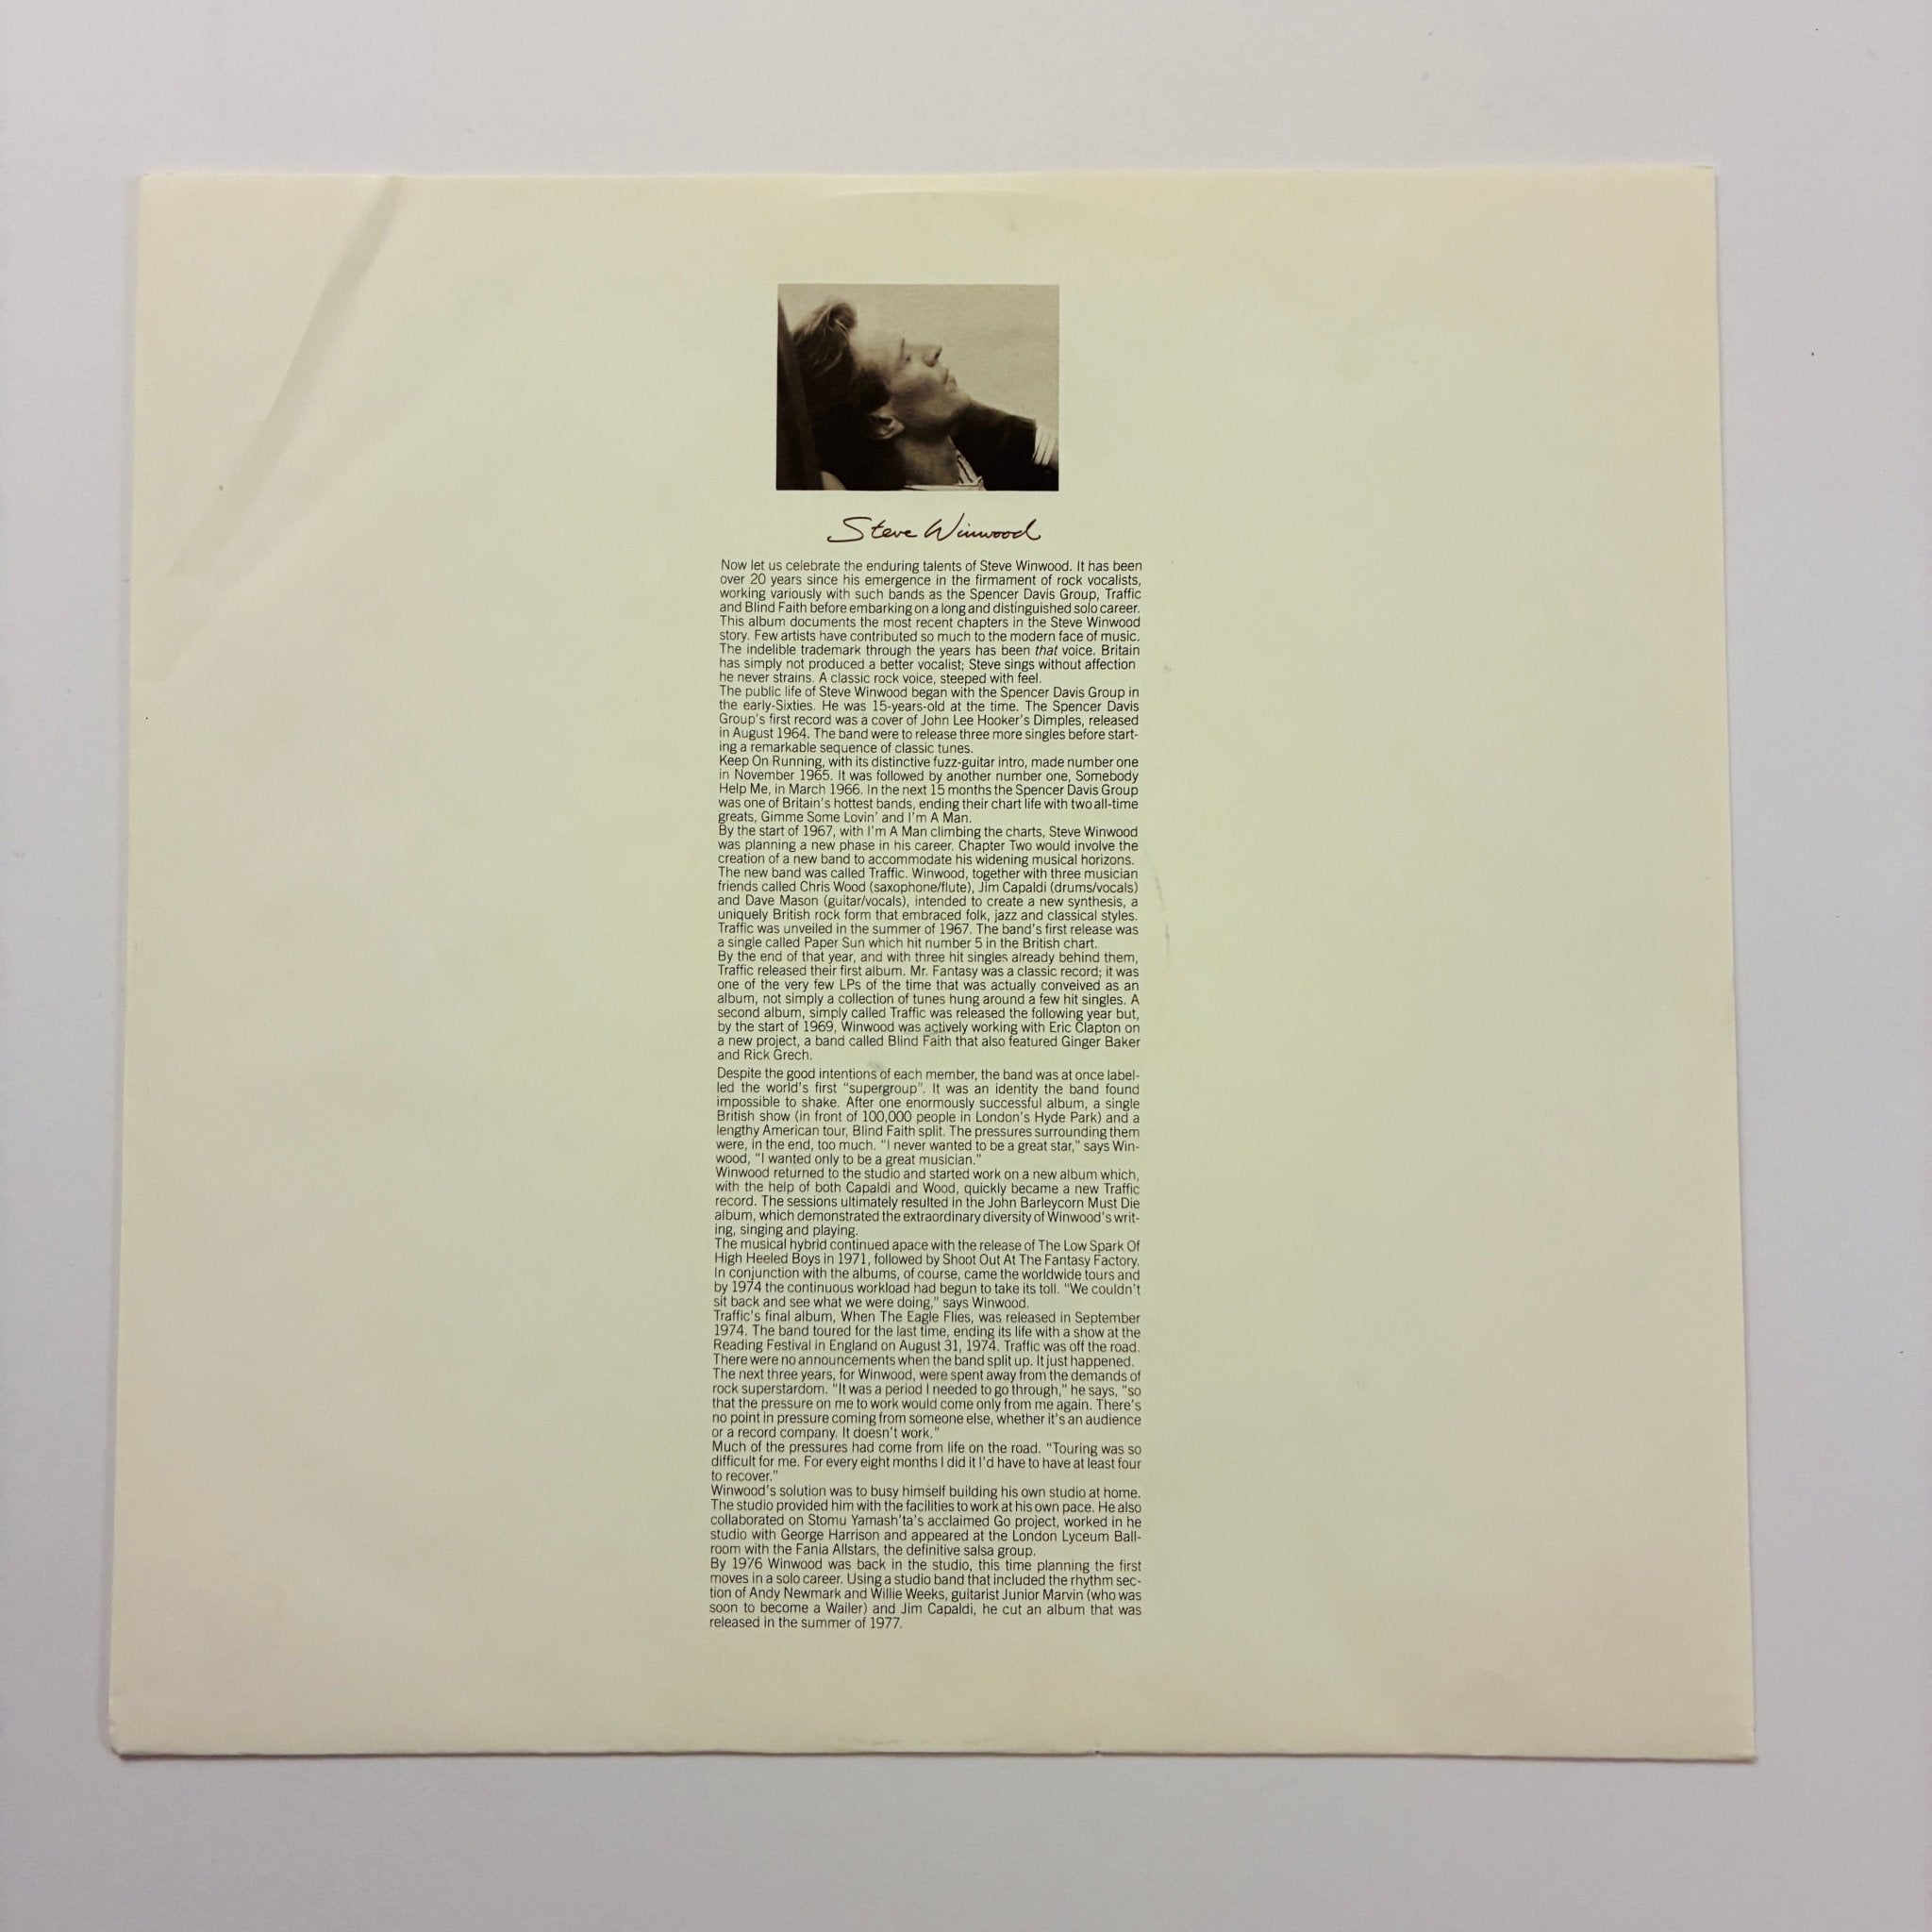 Steve Winwood
Now let us celebrate the enduring talents of Steve Winwood. It has been
over 20 years since his emergence in the firmament of rock vocalists,
working variously with such bands as the Spencer Davis Group, Traffic
and Blind Faith before embarking on a long and distinguished solo career.
This album documents the most recent chapters in the Steve Winwood
story. Few artists have contributed so much to the modern face of music.
The indelible trademark through the years has been that voice. Britain
has simply not produced a better vocalist; Steve sings without affection
he never strains. A classic rock voice, steeped with feel.
The public life of Steve Winwood began with the Spencer Davis Group in
the early-Sixties. He was 15-years-old at the time. The Spencer Davis
Group's first record was a cover of John Lee Hooker's Dimples, released
in August 1964. The band were to release three more singles before start-
ing a remarkable sequence of classic tunes.
Keep On Running, with its distinctive fuzz-guitar intro, made number one
in November 1965. It was followed by another number one, Somebody
Help Me, in March 1966. In the next 15 months the Spencer Davis Group
was one of Britain's hottest bands, ending their chart life with two all-time
greats, Gimme Some Lovin' and I'm A Man.
By the start of 1967, with I'm A Man climbing the charts, Steve Winwood
was planning a new phase in his career. Chapter Two would involve the
creation of a new band to accommodate his widening musical horizons.
The new band was called Traffic. Winwood, together with three musician
friends called Chris Wood (saxophone/flute), Jim Capaldi (drums/vocals)
and Dave Mason (guitar/vocals), intended to create a new synthesis, a
uniquely British rock form that embraced folk, jazz and classical styles.
Traffic was unveiled in the summer of 1967. The band's first release was
a single called Paper Sun which hit number 5 in the British chart.
By the end of that year, and with three hit singles already behind them,
Traffic released their first album. Mr. Fantasy was a classic record; it was
one of the very few LPs of the time that was actually conveived as an
album, not simply a collection of tunes hung around a few hit singles. A
second album, simply called Traffic was released the following year but,
by the start of 1969, Winwood was actively working with Eric Clapton on
a new project, a band called Blind Faith that also featured Ginger Baker
and Rick Grech.
Despite the good intentions of each member, the band was at once label-
led the world's first "supergroup". It was an identity the band found
impossible to shake. After one enormously successful album, a single
British show (in front of 100,000 people in London's Hyde Park) and a
lengthy American tour, Blind Faith split. The pressures surrounding them
were, in the end, too much. "I never wanted to be a great star," says Win-
wood, "I wanted only to be a great musician."
Winwood returned to the studio and started work on a new album which,
with the help of both Capaldi and Wood, quickly became a new Traffic
record. The sessions ultimately resulted in the John Barleycorn Must Die
album, which demonstrated the extraordinary diversity of Winwood's writ-
ing, singing and playing.
The musical hybrid continued apace with the release of The Low Spark Of
High Heeled Boys in 1971, followed by Shoot Out At The Fantasy Factory.
In conjunction with the albums, of course, came the worldwide tours and
by 1974 the continuous workload had begun to take its toll. "We couldn't
sit back and see what we were doing," says Winwood.
Traffic's final album, When The Eagle Flies, was released in September
1974. The band toured for the last time, ending its life with a show at the
Reading Festival in England on August 31, 1974. Traffic was off the road.
There were no announcements when the band split up. It just happened.
The next three years, for Winwood, were spent away from the demands of
rock superstardom. "It was a period I needed to go through," he says, "so
that the pressure on me to work would come only from me again. There's
no point in pressure coming from someone else, whether it's an audience
or a record company. It doesn't work."
Much of the pressures had come from life on the road. "Touring was so
difficult for me. For every eight months I did it I'd have to have at least four
to recover."
Winwood's solution was to busy himself building his own studio at home.
The studio provided him with the facilities to work at his own pace. He also
collaborated on Stomu Yamash'ta's acclaimed Go project, worked in he
studio with George Harrison and appeared at the London Lyceum Ball-
room with the Fania Allstars, the definitive salsa group.
By 1976 Winwood was back in the studio, this time planning the first
moves in a solo career. Using a studio band that included the rhythm sec-
tion of Andy Newmark and Willie Weeks, guitarist Junior Marvin (who was
soon to become a Wailer) and Jim Capaldi, he cut an album that was
released in the summer of 1977.